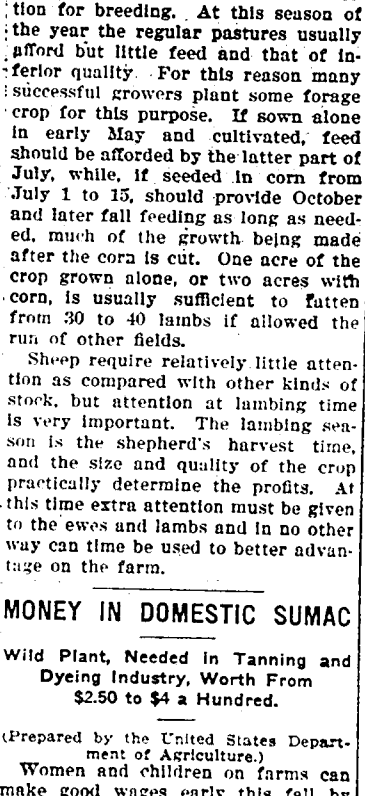 tion for breeding. At this season of
the year the regular pastures usually
afford but little feed and that of in-
ferior quality. For this reason many
successful growers plant some forage
crop for this purpose. If sown alone
in early May and cultivated, feed
should be afforded by the latter part of
July, while, if seeded in corn from
July 1 to 15, should provide October
and later fall feeding as long as need-
ed, much of the growth being made
after the corn is cut. One acre of the
crop grown alone, or two acres with
corn, is usually sufficient to fatten
from 30 to 40 lambs if allowed the
run of other fields.
Sheep require relatively little atten-
tion as compared with other kinds of
stock, but attention at lambing time
is very important. The lambing sea-
son is the shepherd's harvest time,
and the size and quality of the crop
practically determine the profits. At
this time extra attention must be given
to the ewes and lambs and in no other
way can time be used to better advan-
tage on the farm.
MONEY IN DOMESTIC SUMAC
Wild Plant, Needed in Tanning and
Dyeing Industry, Worth From
$2.50 to $4 a Hundred.
(Prepared by the United States Depart-
ment of Agriculture.)
Women and children on farms can
make good wages early this fall by